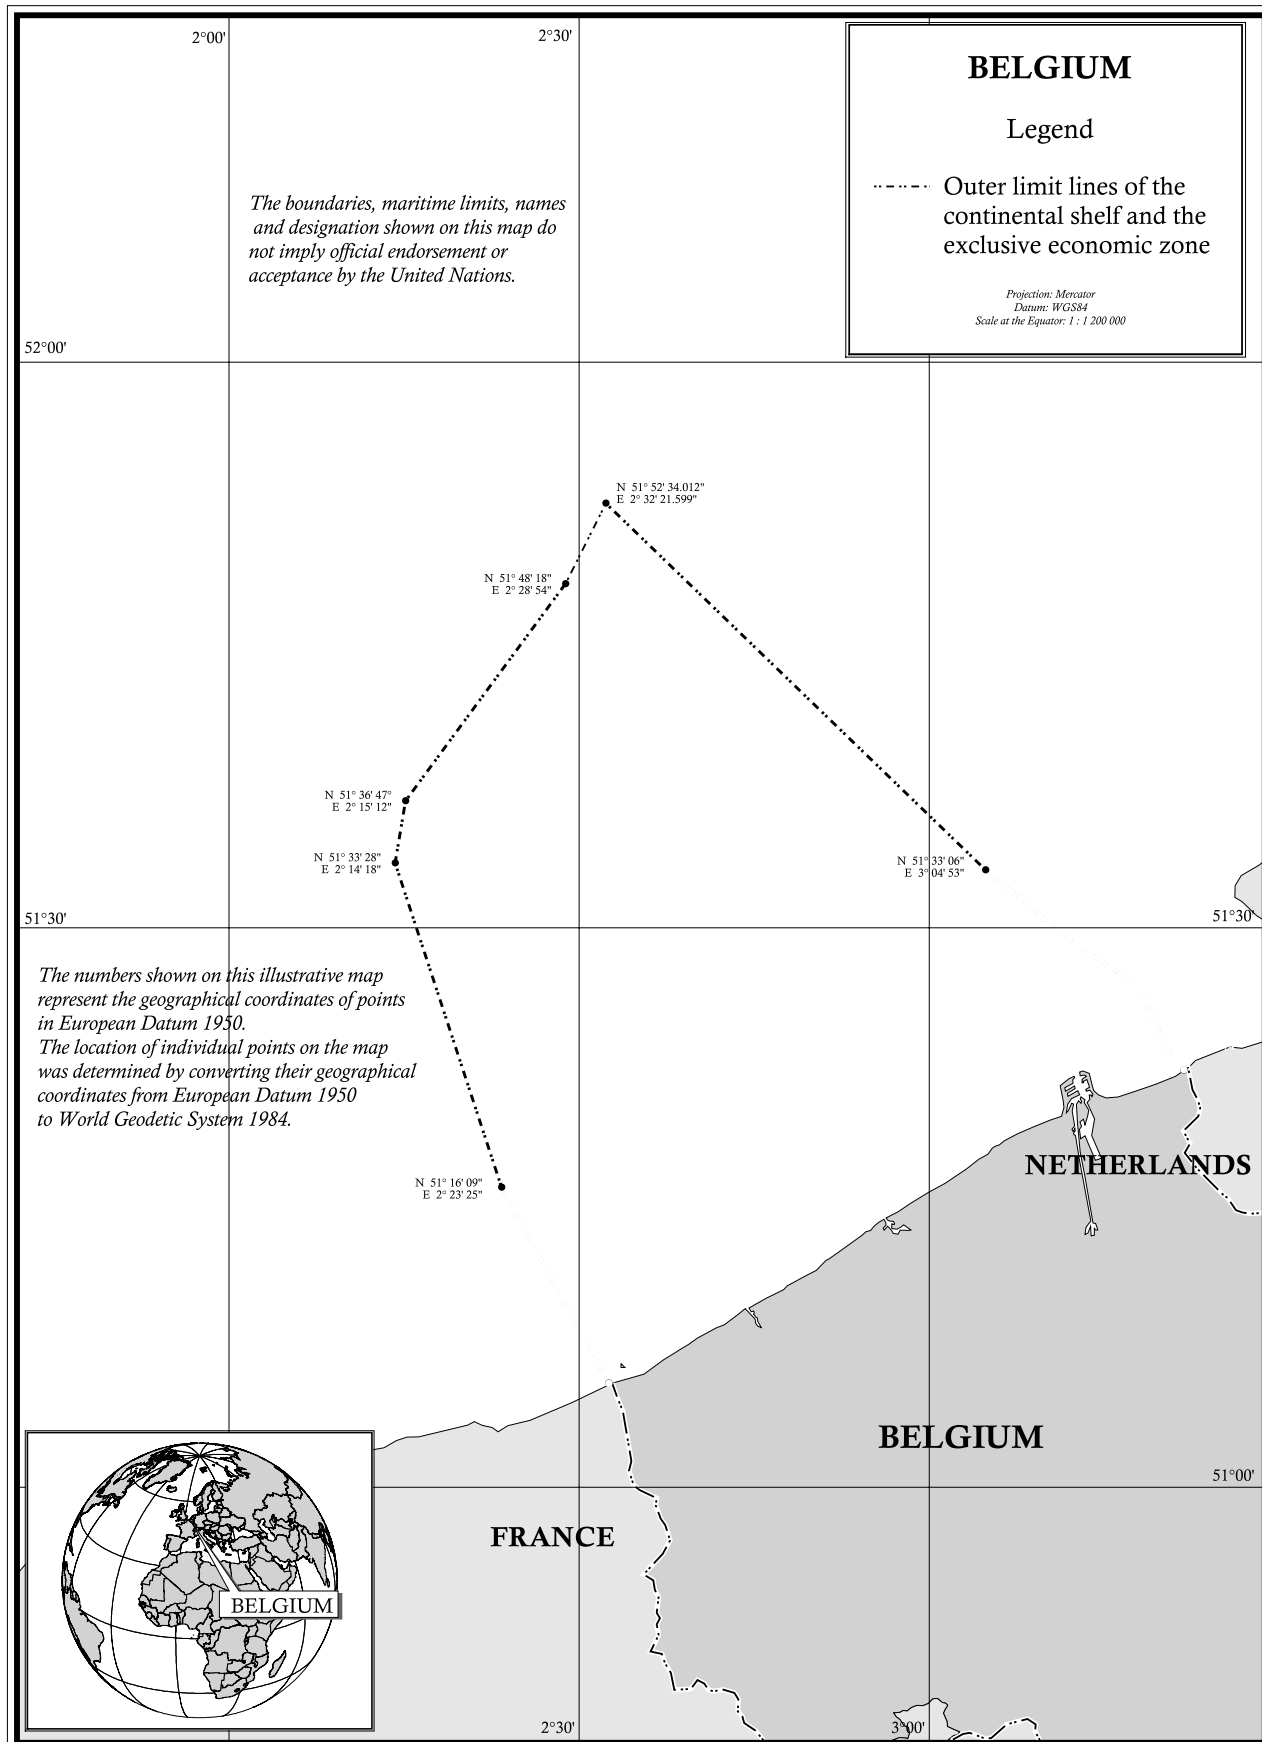 2°00'
2°30'
BELGIUM
Legend
Outer limit lines of the
continental shelf and the
exclusive economic zone
Projection: Mercator
Datum: WGS84
Scale at the Equator: 1 : 1 200 000
The boundaries, maritime limits, names
and designation shown on this map do
not imply official endorsement or
acceptance by the United Nations.
52°00'
N 51° 52' 34.012"
E 2° 32' 21.599"
N 51° 48' 18"
E 2° 28' 54"
N 51° 36' 47°
E 2° 15' 12"
N 51° 33' 28"
E 2° 14' 18"
N 51° 33' 06"
E 3° 04' 53"
51°30'
51°30'
The numbers shown on this illustrative map
represent the geographical coordinates of points
in European Datum 1950.
The location of individual points on the map
was determined by converting their geographical
coordinates from European Datum 1950
to World Geodetic System 1984.
N 51° 16' 09"
E 2° 23' 25"
NETHERLANDS
BELGIUM
51°00'
FRANCE
BELGIUM
2°30'
3°00'